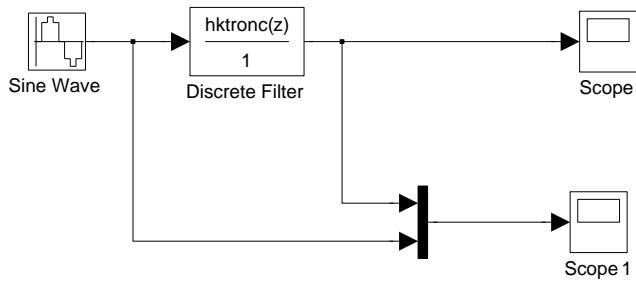 hktronc(z)
1
Sine Wave
Discrete Filter
Scope
Scope 1